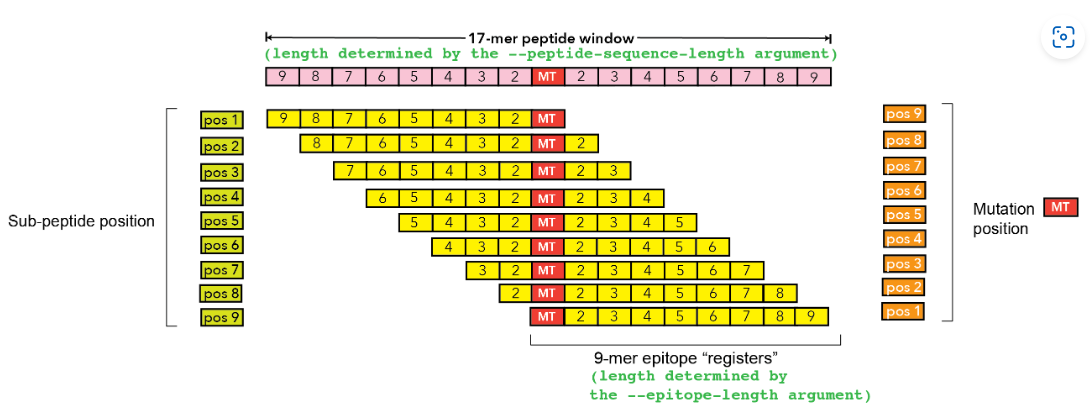 17-mer peptide window
(length determined by the --peptide-sequence-length argument)
9 8 7 6 5 4 3 2 MT 2 3 4 5 6 7 8 9
pos 1 9 8 7 6 5 4 3 2 MT pos 9
pos 2 8 7 6 5 4 3 2 MT 2 pos 8
pos 3 7 6 5 4 3 2 MT 2 3 pos 7
pos 4 6 5 4 3 2 MT 2 3 4 pos 6
Sub-peptide position
pos 5 5 4 3 2 MT 2 3 4 5 pos 5
Mutation MT
position
pos 6 4 3 2 MT 2 3 4 5 6 pos 4
pos 7 3 2 MT 2 3 4 5 6 7 pos 3
pos 8 2 MT 2 3 4 5 6 7 8 pos 2
pos 9 MT 2 3 4 5 6 7 8 9 pos 1
9-mer epitope “registers”
(length determined by
the --epitope-length argument)